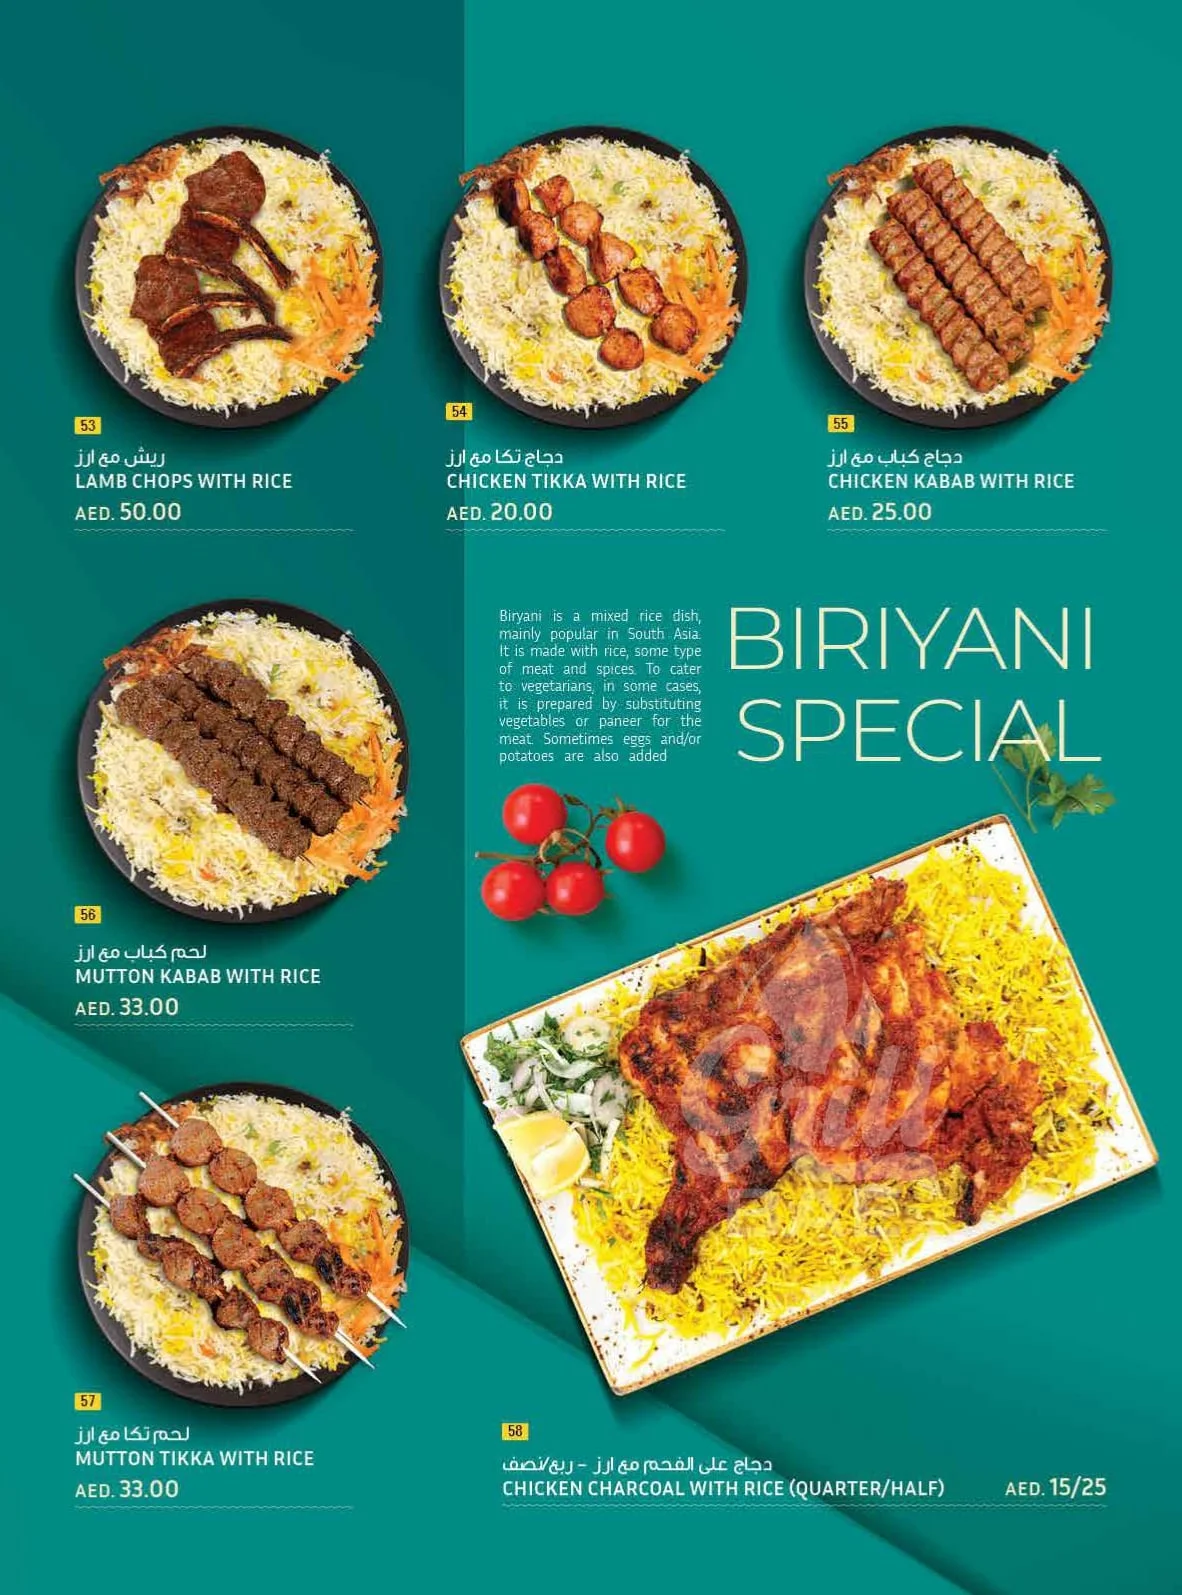 53
ريش مع ارز
LAMB CHOPS WITH RICE
AED. 50.00
54
دجاج تكا مع ارز
CHICKEN TIKKA WITH RICE
AED. 20.00
55
دجاج كباب مع ارز
CHICKEN KABAB WITH RICE
AED. 25.00
Biryani is a mixed rice dish,
mainly popular in South Asia.
It is made with rice, some type
of meat and spices. To cater
to vegetarians, in some cases,
it is prepared by substituting
vegetables or paneer for the
meat. Sometimes eggs and/or
potatoes are also added
BIRIYANI
SPECIAL
56
لحم كباب مع ارز
MUTTON KABAB WITH RICE
AED. 33.00
Grill
57
لحم تكا مع ارز
MUTTON TIKKA WITH RICE
AED. 33.00
58
دجاج على الفحم مع ارز - ربع/نصف
CHICKEN CHARCOAL WITH RICE (QUARTER/HALF)
AED. 15/25